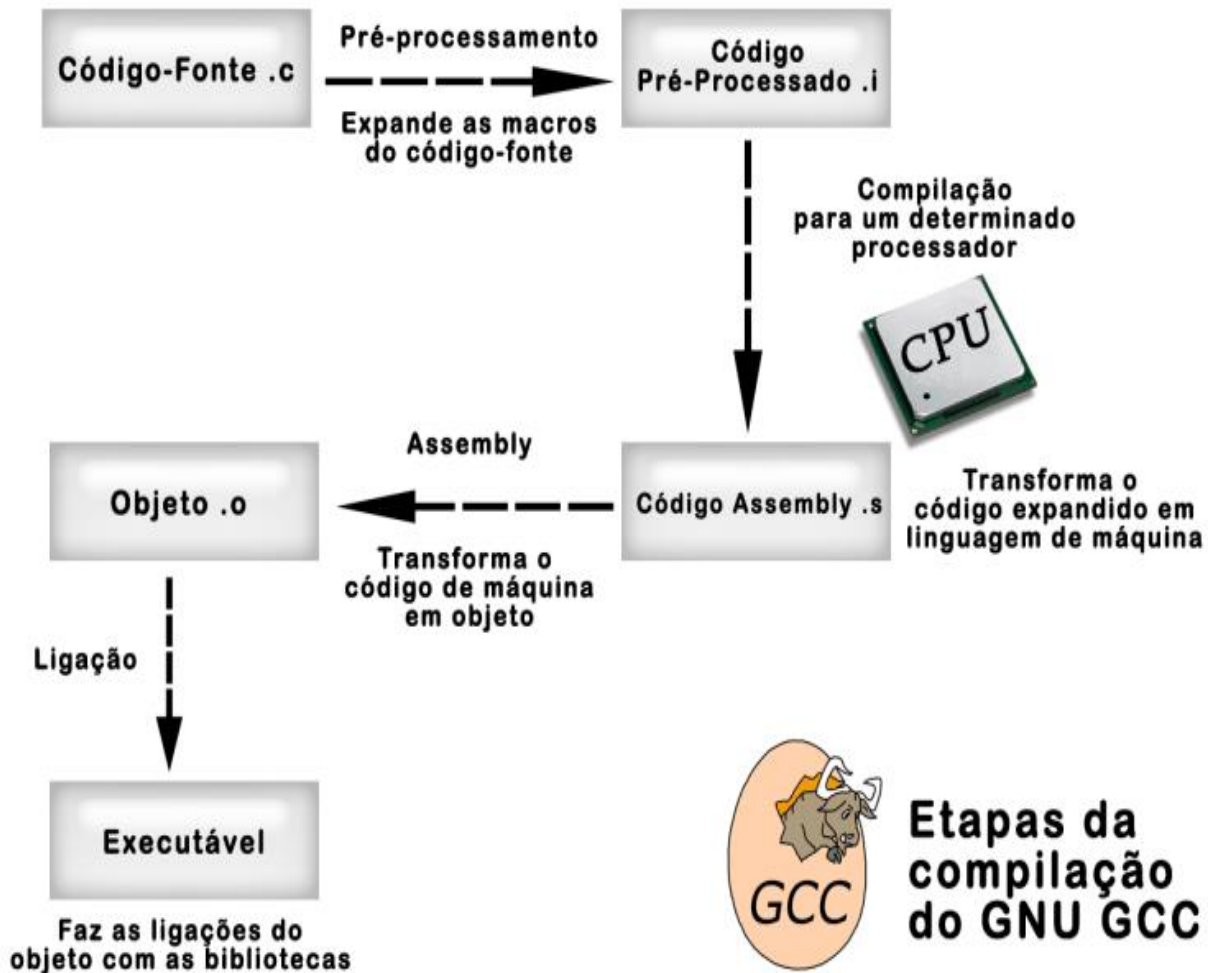 Código-Fonte .c
Pré-processamento
Expande as macros
do código-fonte
Código
Pré-Processado .i
Compilação
para um determinado
processador
CPU
Transforma o
código expandido em
linguagem de máquina
Código Assembly .s
Assembly
Transforma o
código de máquina
em objeto
Objeto .o
Ligação
Executável
Faz as ligações do
objeto com as bibliotecas
GCC
Etapas da
compilação
do GNU GCC